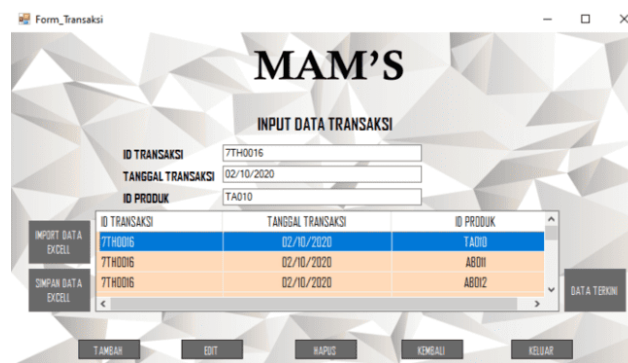 Form_Transaksi
MAM'S
INPUT DATA TRANSAKSI
ID TRANSAKSI 7TH0016
TANGGAL TRANSAKSI 02/10/2020
ID PRODUK TA010
ID TRANSAKSI TANGGAL TRANSAKSI ID PRODUK
7TH0016 02/10/2020 TA010
7TH0016 02/10/2020 AB011
7TH0016 02/10/2020 AB012
IMPORT DATA
EXCELL
SIMPAN DATA
EXCELL
DATA TERKINI
TAMBAH EDIT HAPUS KEMBALI KELUAR